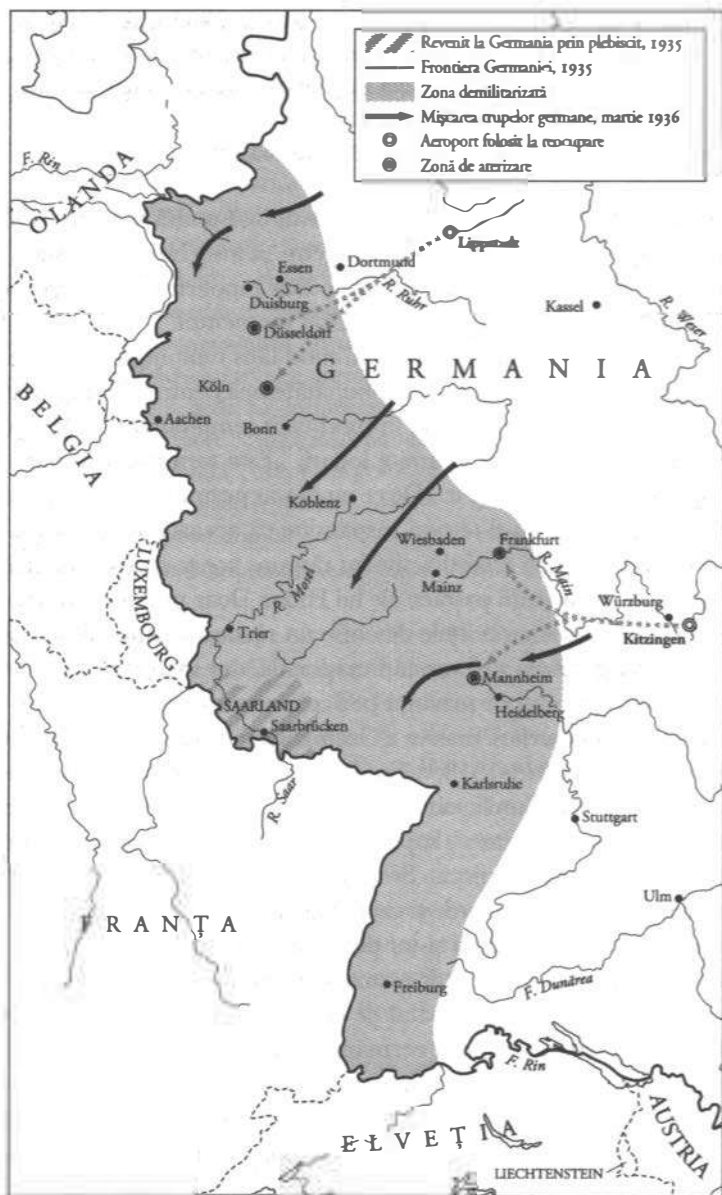 Revenit la Germania prin plebiscit, 1935
Frontiera Germaniei, 1935
Zona demilitarizată
Mișcarea trupelor germane, martie 1936
Aeroport folosit la reocupare
Zonă de aterizare
F. Rin
OLANDA
Lippstadt
Dortmund
Essen
R. Ruhr
Duisburg
Kassel
R. Weser
Düsseldorf
GERMANIA
Köln
BELGIA
Aachen
Bonn
Koblenz
Wiesbaden
Frankfurt
R. Main
Mainz
LUXEMBOURG
R. Mosel
Würzburg
Trier
Kitzingen
Mannheim
SAARLAND
Heidelberg
Saarbrücken
Karlsruhe
R. Saar
Stuttgart
Ulm
FRANȚA
Freiburg
F. Dunărea
F. Rin
AUSTRIA
ELVEȚIA
LIECHTENSTEIN